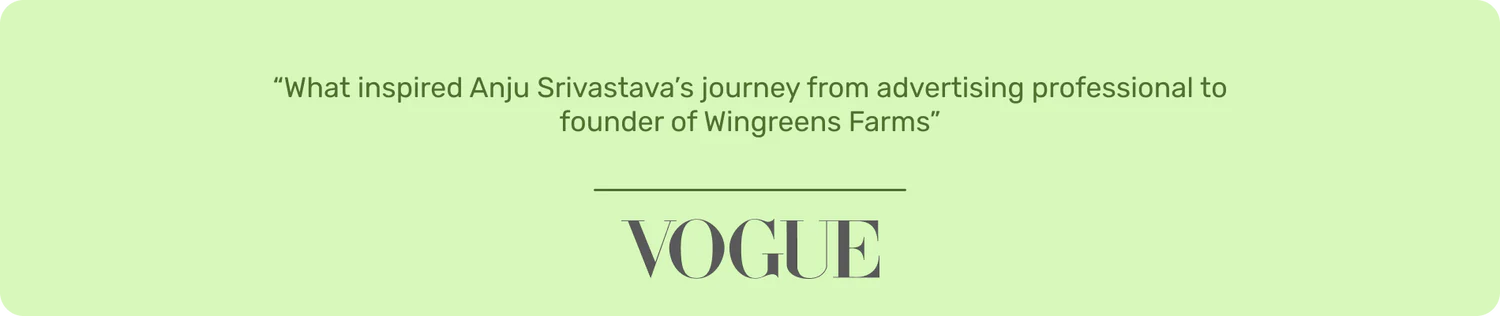 “What inspired Anju Srivastava’s journey from advertising professional to
founder of Wingreens Farms”
VOGUE